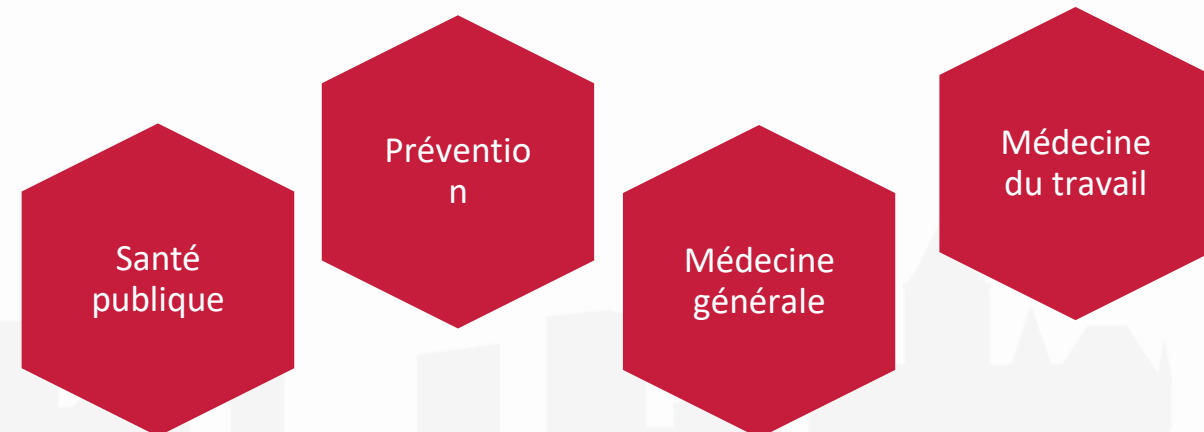 Santé
publique
Préventio
n
Médecine
générale
Médecine
du travail